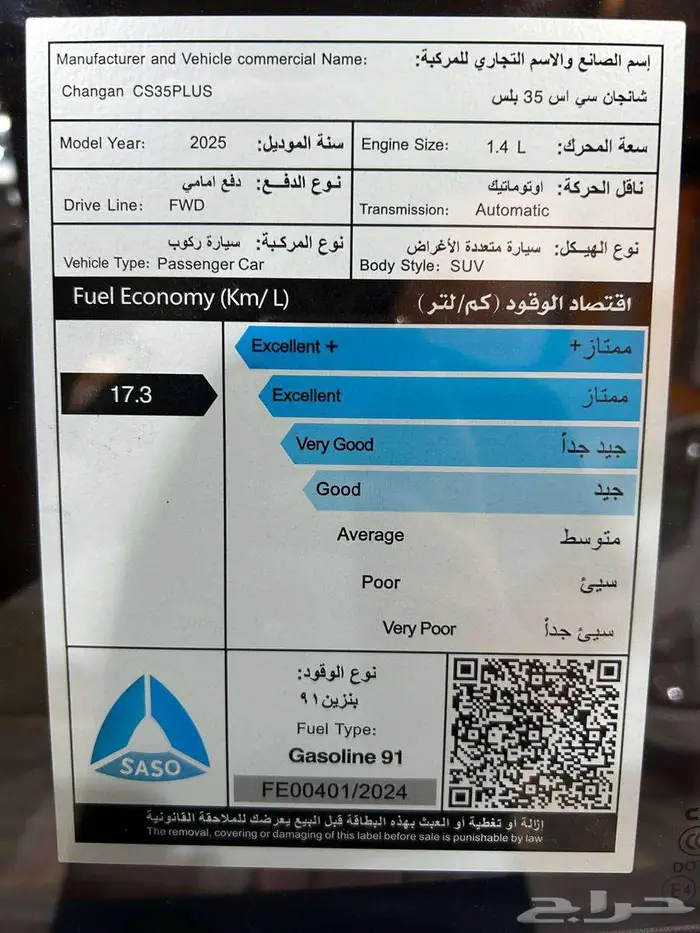 Manufacturer and Vehicle commercial Name: إسم الصانع والاسم التجاري للمركبة:
Changan CS35PLUS شانجان سي اس 35 بلس
Model Year: 2025 سنة الموديل:
Engine Size: 1.4 L سعة المحرك:
نوع الدفـع: دفع امامي
Drive Line: FWD
ناقل الحركة: اوتوماتيك
Transmission: Automatic
نوع المركبة: سيارة ركوب
Vehicle Type: Passenger Car
نوع الهيكل: سيارة متعددة الأغراض
Body Style: SUV
Fuel Economy (Km/ L) اقتصاد الوقود (كم/لتر)
Excellent + ممتاز+
17.3
Excellent ممتاز
Very Good جيد جداً
Good جيد
Average متوسط
Poor سيئ
Very Poor سيئ جداً
SASO
نوع الوقود:
بنزين ٩١
Fuel Type:
Gasoline 91
FE00401/2024
إزالة أو تغطية أو العبث بهذه البطاقة قبل البيع يعرضك للملاحقة القانونية
The removal, covering or damaging of this label before sale is punishable by law
E4
حراج